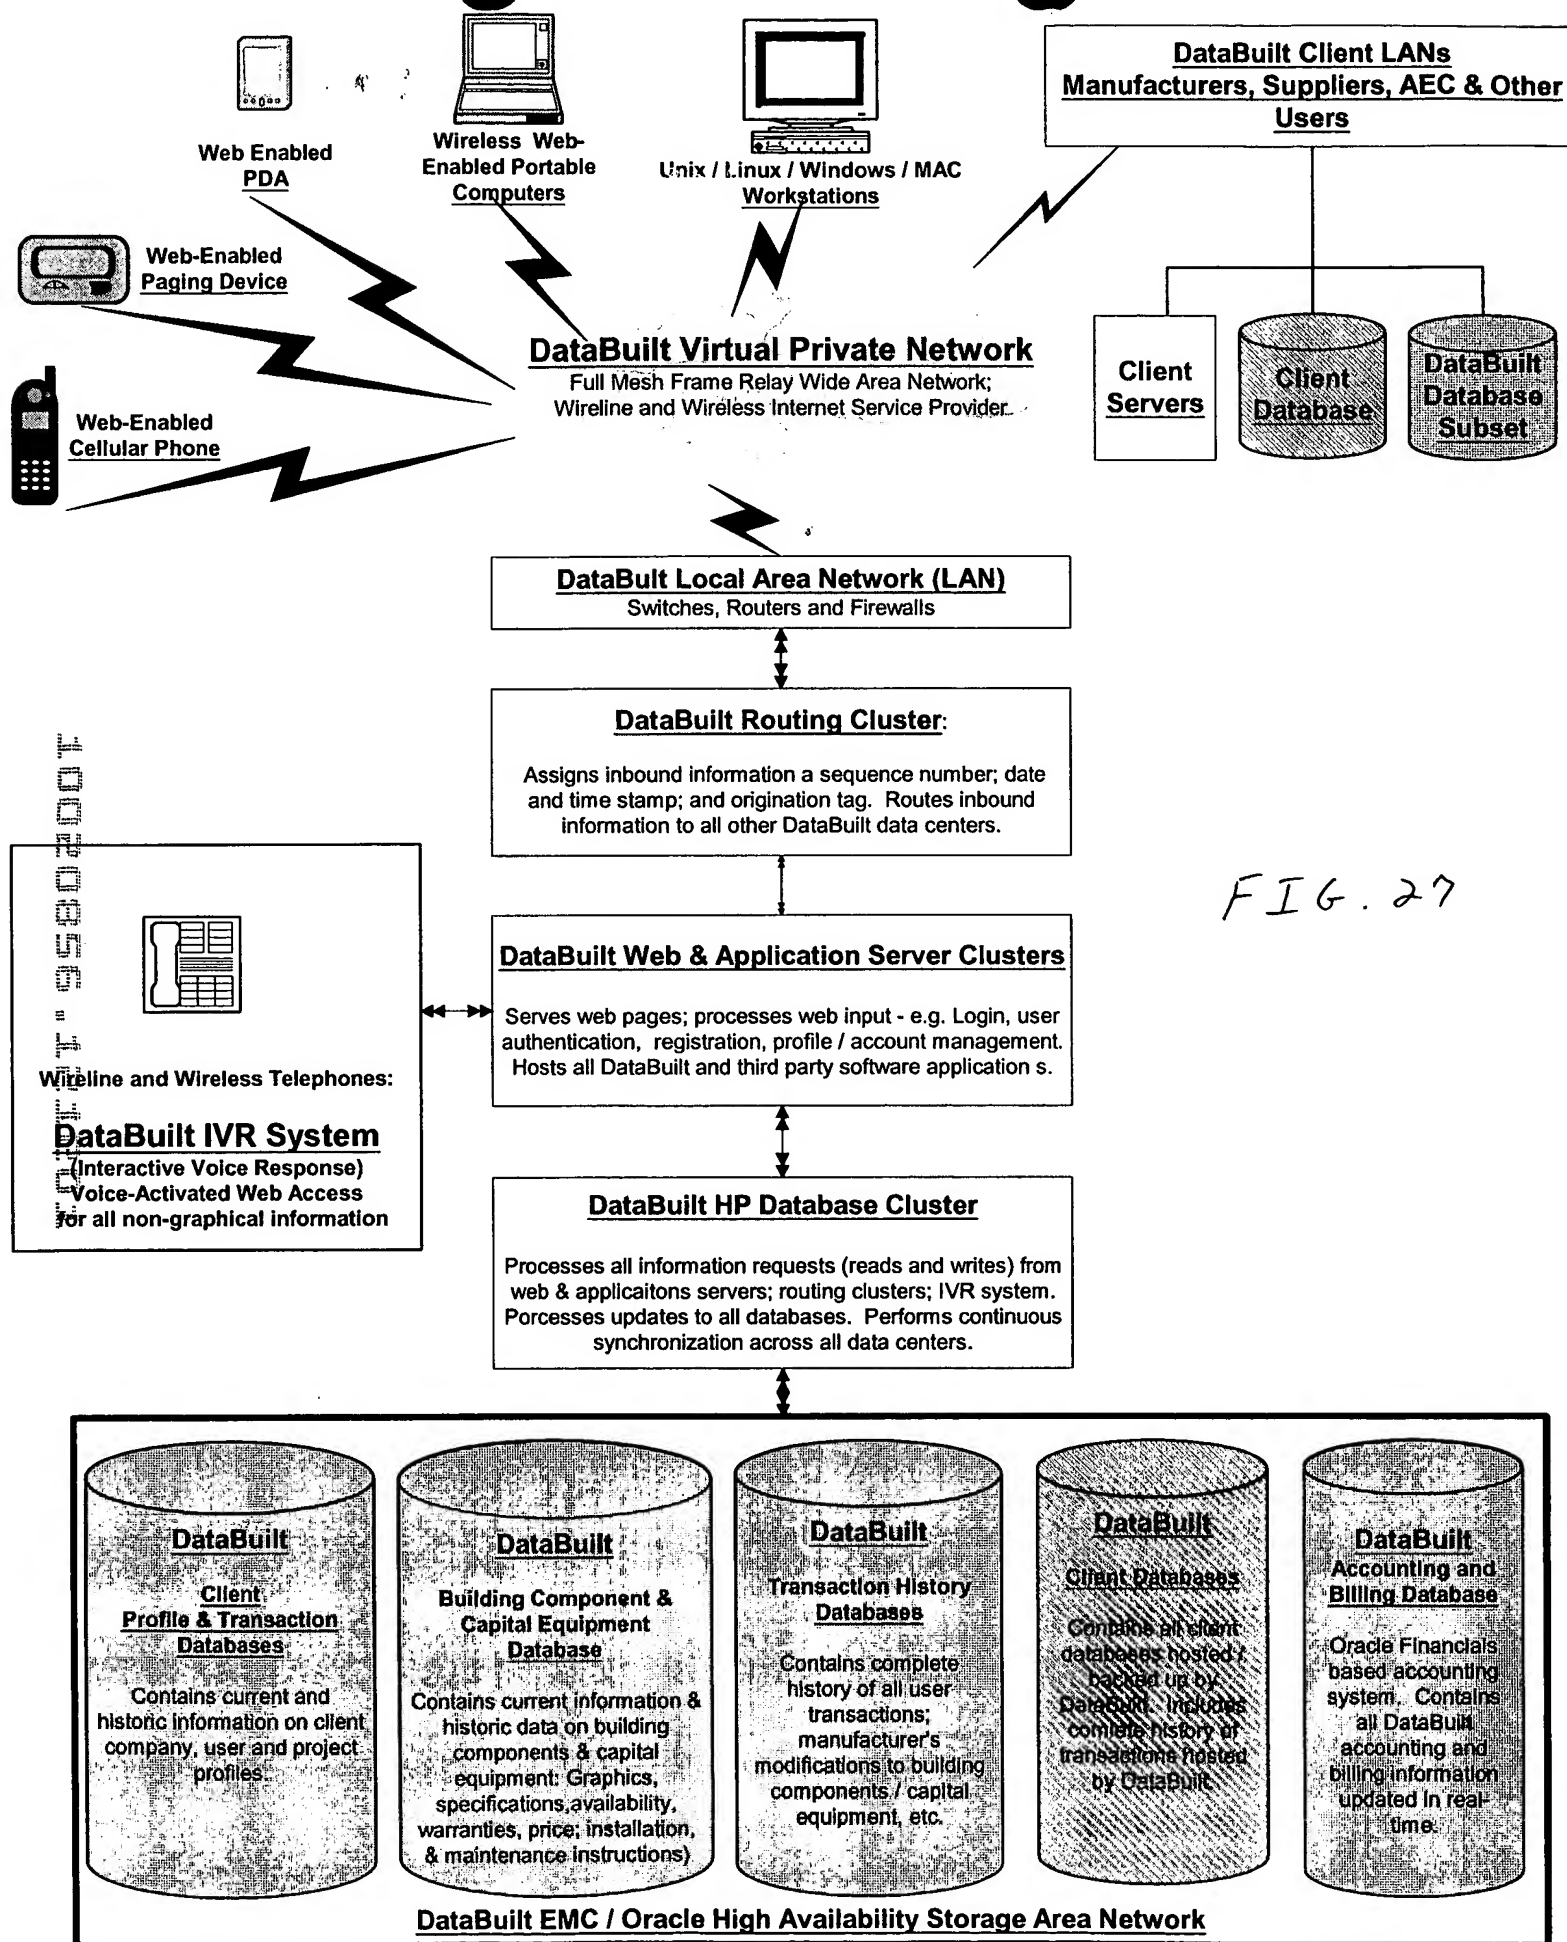 Web Enabled
PDA
Wireless Web-
Enabled Portable
Computers
Unix / Linux / Windows / MAC
Workstations
DataBuilt Client LANs
Manufacturers, Suppliers, AEC & Other
Users
Web-Enabled
Paging Device
Web-Enabled
Cellular Phone
DataBuilt Virtual Private Network
Full Mesh Frame Relay Wide Area Network;
Wireline and Wireless Internet Service Provider
Client
Servers
Client
Database
DataBuilt
Database
Subset
DataBult Local Area Network (LAN)
Switches, Routers and Firewalls
DataBuilt Routing Cluster:
Assigns inbound information a sequence number; date
and time stamp; and origination tag. Routes inbound
information to all other DataBuilt data centers.
FIG. 27
DataBuilt Web & Application Server Clusters
Serves web pages; processes web input - e.g. Login, user
authentication, registration, profile / account management.
Hosts all DataBuilt and third party software application s.
Wireline and Wireless Telephones:
DataBuilt IVR System
(Interactive Voice Response)
Voice-Activated Web Access
for all non-graphical information
DataBuilt HP Database Cluster
Processes all information requests (reads and writes) from
web & applicaitons servers; routing clusters; IVR system.
Porcesses updates to all databases. Performs continuous
synchronization across all data centers.
DataBuilt
Client
Profile & Transaction
Databases
Contains current and
historic information on client
company, user and project
profiles.
DataBuilt
Building Component &
Capital Equipment
Database
Contains current information &
historic data on building
components & capital
equipment: Graphics,
specifications,availability,
warranties, price; installation,
& maintenance instructions)
DataBuilt
Transaction History
Databases
Contains complete
history of all user
transactions;
manufacturer's
modifications to building
components / capital
equipment, etc.
DataBuilt
Client Databases
Contains all client
databases hosted /
backed up by
DataBuilt. Includes
comlete history of
transactions hosted
by DataBuilt.
DataBuilt
Accounting and
Billing Database
Oracle Financials
based accounting
system. Contains
all DataBuilt
accounting and
billing information
updated in real-
time.
DataBuilt EMC / Oracle High Availability Storage Area Network